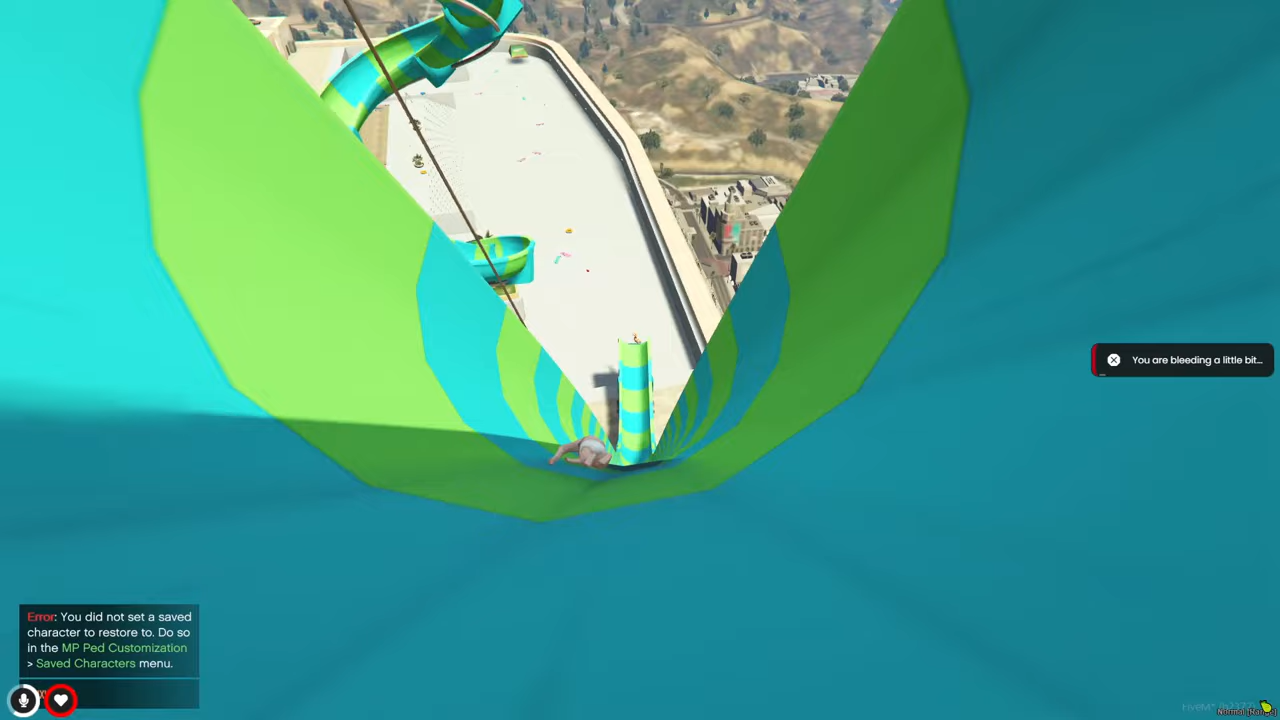 You are bleeding a little bit...
Error: You did not set a saved
character to restore to. Do so
in the MP Ped Customization
> Saved Characters menu.